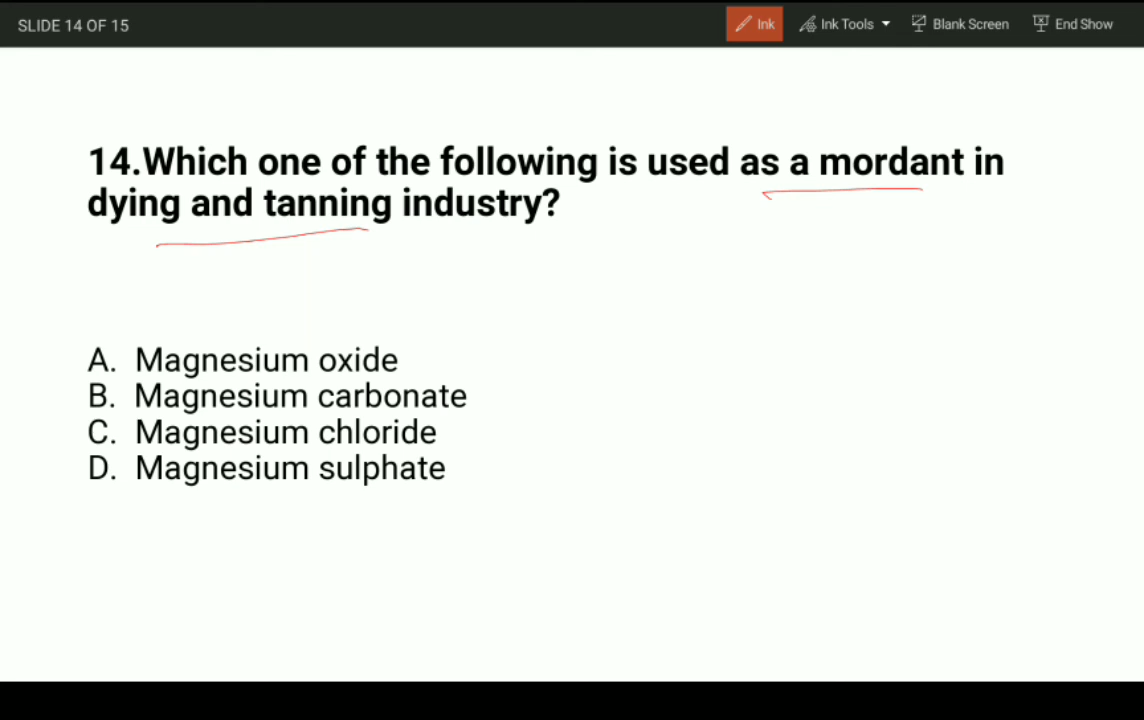 SLIDE 14 OF 15
Ink
Ink Tools
Blank Screen
End Show
14.Which one of the following is used as a mordant in
dying and tanning industry?
A. Magnesium oxide
B. Magnesium carbonate
C. Magnesium chloride
D. Magnesium sulphate